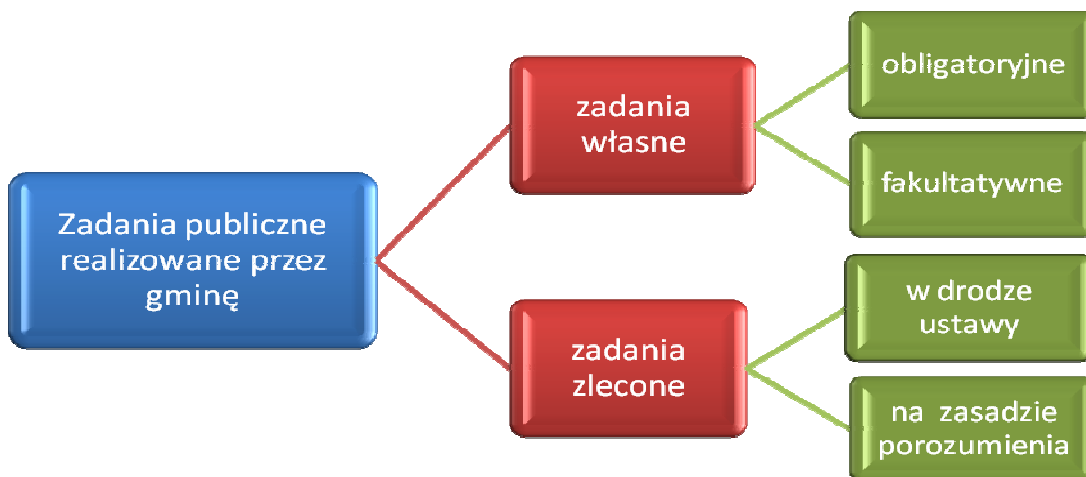 Zadania publiczne
realizowane przez
gminę
zadania
własne
obligatoryjne
fakultatywne
zadania
zlecone
w drodze
ustawy
na zasadzie
porozumienia